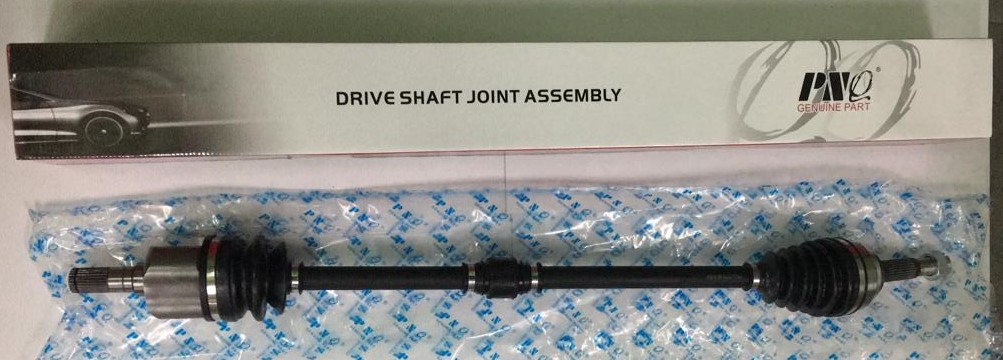 DRIVE SHAFT JOINT ASSEMBLY
PNQ®
GENUINE PART